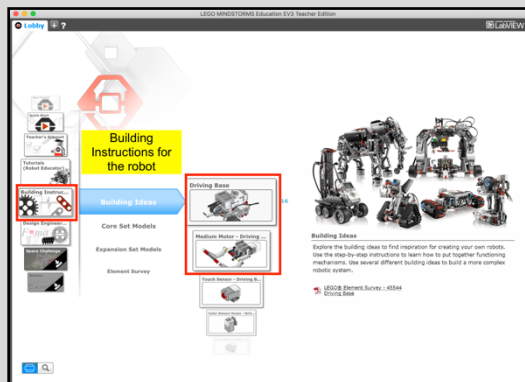 LEGO MINDSTORMS Education EV3 Teacher Edition
Lobby + ?
LabVIEW
Quick Start
Teacher's Support
Tutorials
(Robot Educator)
Building Instruc...
Design Engineer...
Space Challenge
Building
Instructions for
the robot
Building Ideas
Core Set Models
Expansion Set Models
Element Survey
Driving Base
16
Medium Motor - Driving ...
Touch Sensor - Driving B...
Color Sensor Down - Driv...
Building Ideas
Explore the building ideas to find inspiration for creating your own robots.
Use the step-by-step instructions to learn how to put together functioning
mechanisms. Use several different building ideas to build a more complex
robotic system.
LEGO® Element Survey - 45544
Driving Base